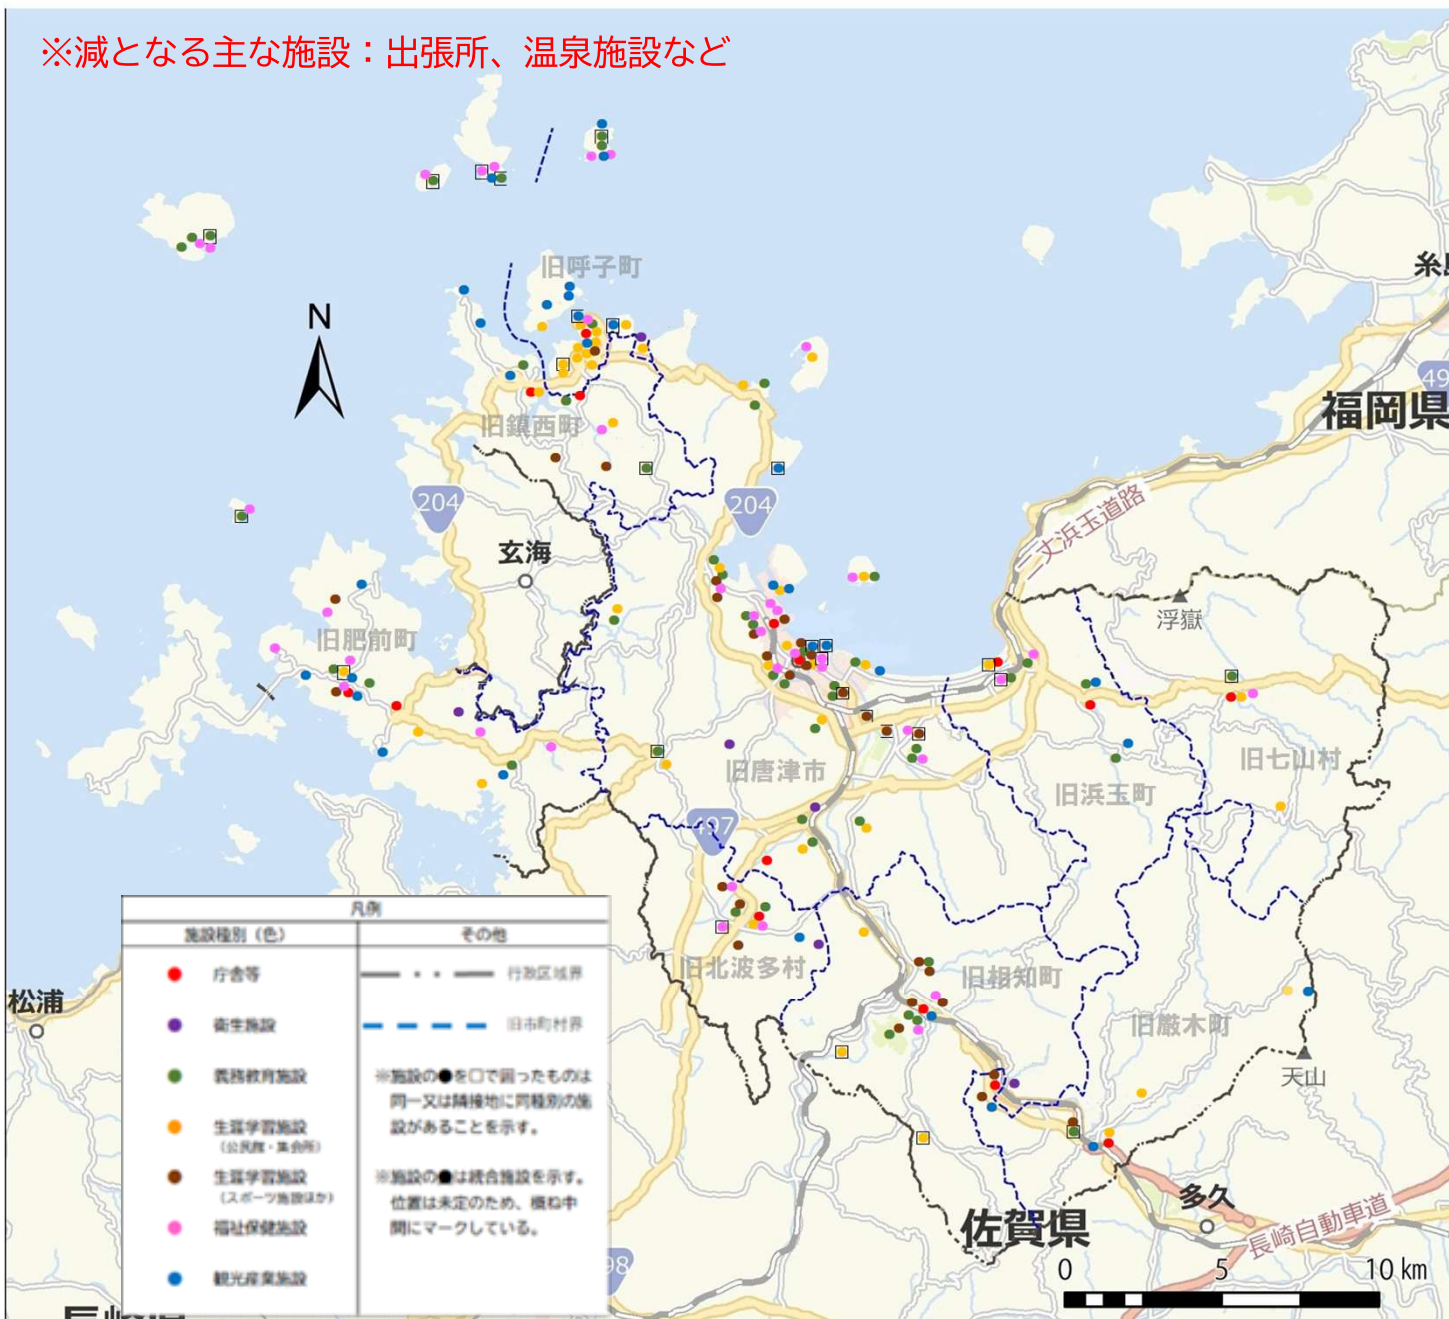 ※減となる主な施設：出張所、温泉施設など
糸島
旧呼子町
N
49
福岡県
旧鎮西町
204
204
二丈浜玉道路
玄海
浮嶽
旧肥前町
旧七山村
旧唐津市
旧浜玉町
497
凡例
施設種別（色）
その他
庁舎等
行政区域界
衛生施設
旧市町村界
義務教育施設
※施設の●を□で囲ったものは
同一又は隣接地に同種別の施
設があることを示す。
生涯学習施設
（公民館・集会所）
生涯学習施設
（スポーツ施設ほか）
※施設の●は統合施設を示す。
位置は未定のため、概ね中
間にマークしている。
福祉保健施設
観光産業施設
旧北波多村
旧相知町
松浦
旧厳木町
天山
多久
佐賀県
長崎自動車道
98
0 5 10 km